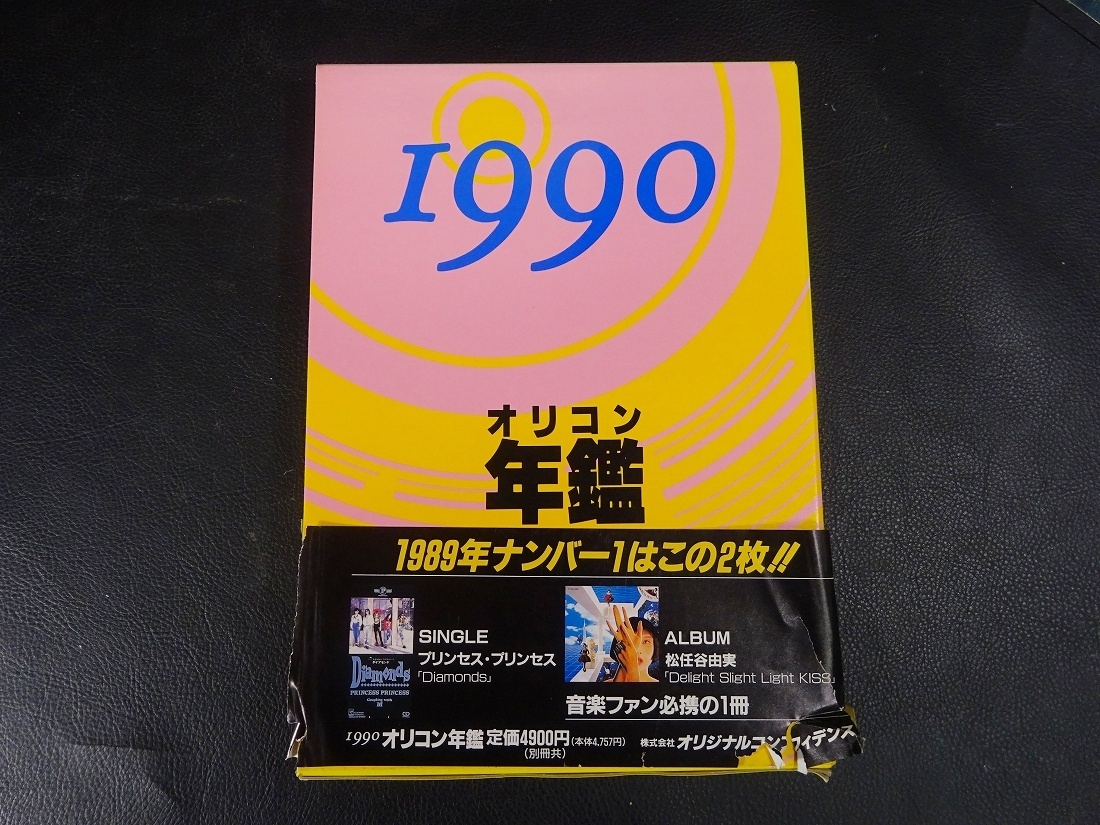 1990
オリコン
年鑑
1989年ナンバー1はこの2枚!!
SINGLE
プリンセス・プリンセス
「Diamonds」
Diamonds
PRINCESS PRINCESS
ALBUM
松任谷由実
「Delight Slight Light KISS」
音楽ファン必携の1冊
1990 オリコン年鑑 定価4900円(本体4,757円)
(別冊共)
株式会社 オリジナルコンフィデンス